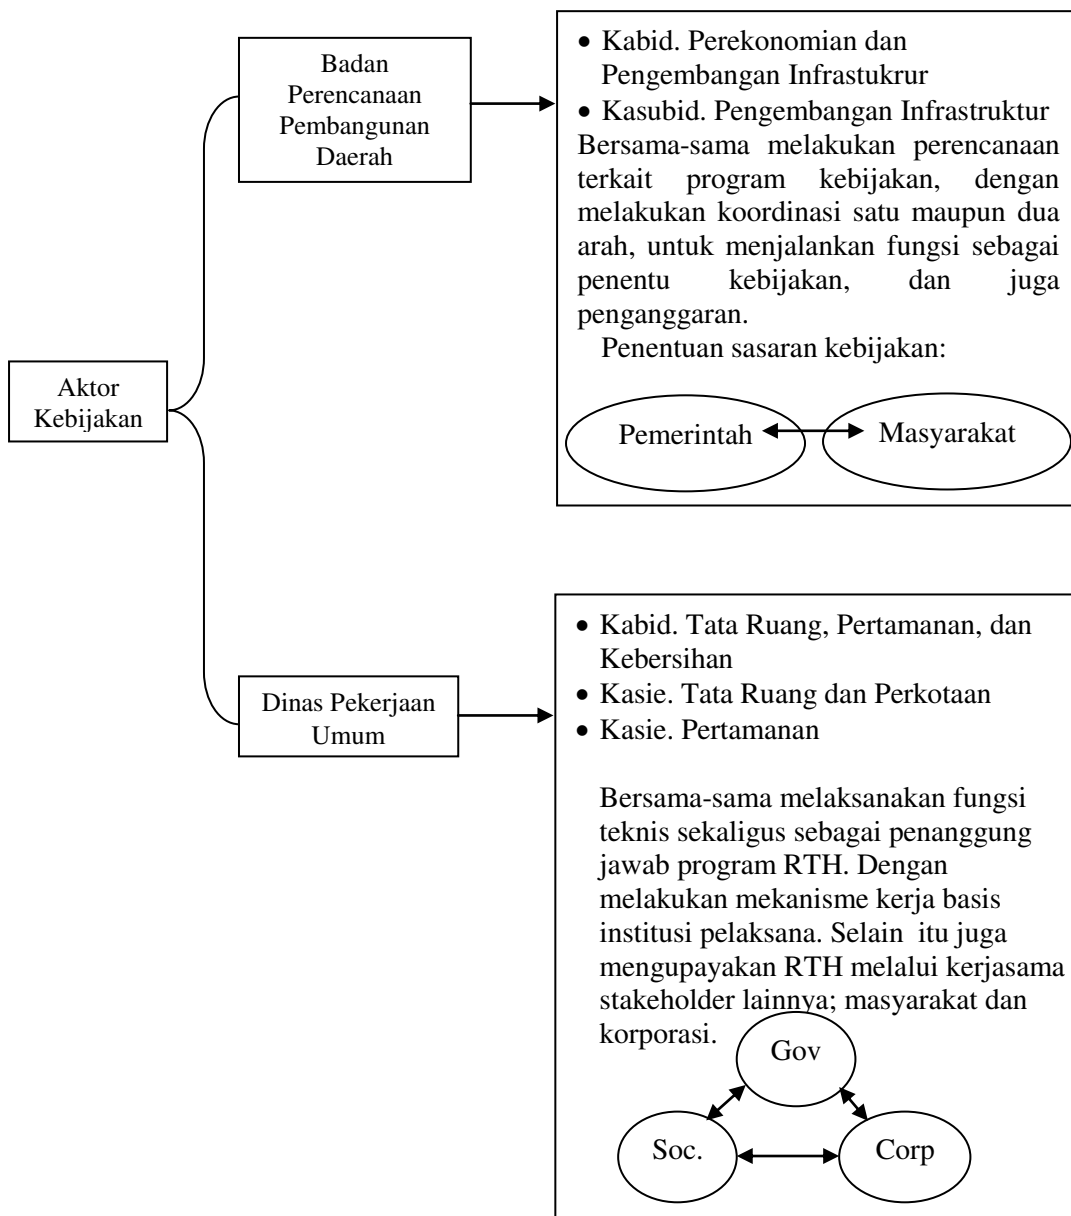 Aktor
Kebijakan
Badan
Perencanaan
Pembangunan
Daerah
• Kabid. Perekonomian dan
Pengembangan Infrastukrur
• Kasubid. Pengembangan Infrastruktur
Bersama-sama melakukan perencanaan
terkait program kebijakan, dengan
melakukan koordinasi satu maupun dua
arah, untuk menjalankan fungsi sebagai
penentu kebijakan, dan juga
penganggaran.
Penentuan sasaran kebijakan:
Pemerintah
Masyarakat
Dinas Pekerjaan
Umum
• Kabid. Tata Ruang, Pertamanan, dan
Kebersihan
• Kasie. Tata Ruang dan Perkotaan
• Kasie. Pertamanan
Bersama-sama melaksanakan fungsi
teknis sekaligus sebagai penanggung
jawab program RTH. Dengan
melakukan mekanisme kerja basis
institusi pelaksana. Selain itu juga
mengupayakan RTH melalui kerjasama
stakeholder lainnya; masyarakat dan
korporasi.
Gov
Soc.
Corp